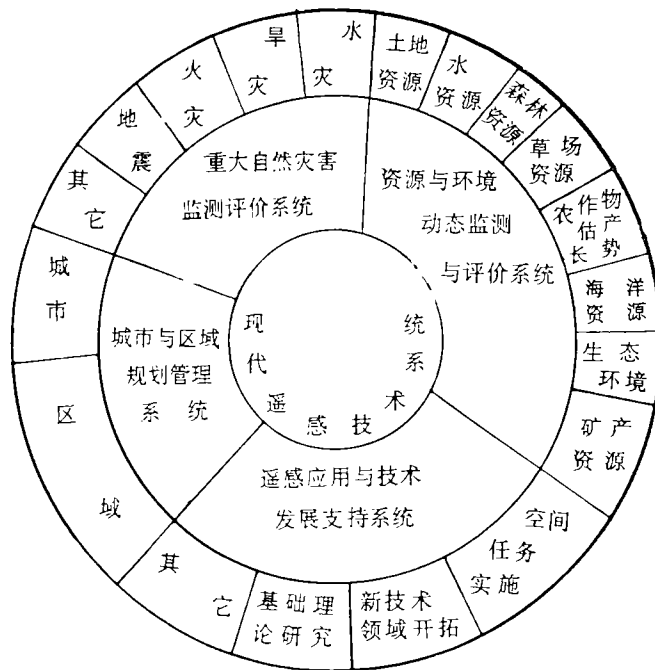 水灾
旱灾
火灾
地震
其它
土地
资源
水
资源
森林
资源
草场
资源
农作物
估产
长势
海洋
资源
生态
环境
矿产
资源
空间
任务
实施
新技术
领域开拓
基础理
论研究
其它
区域
城市
重大自然灾害
监测评价系统
资源与环境
动态监测
与评价系统
城市与区域
规划管理
系统
遥感应用与技术
发展支持系统
现代遥感技术系统